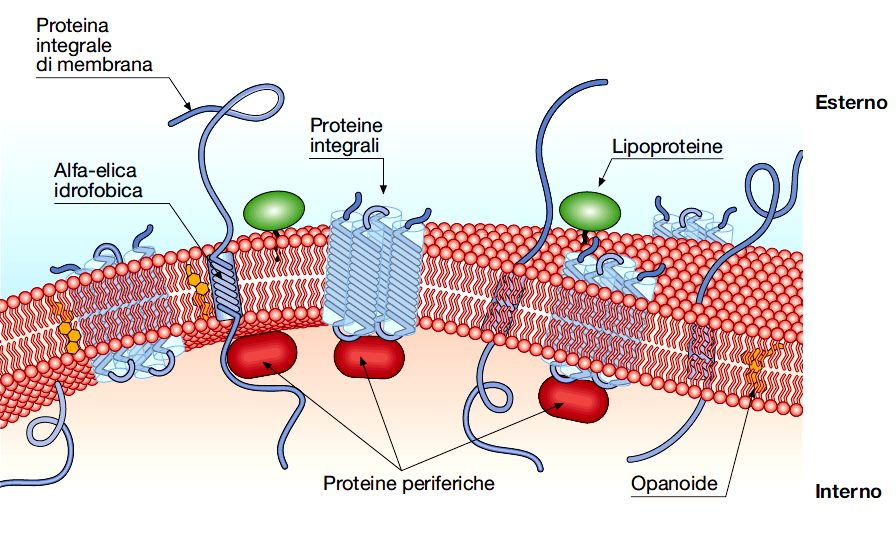 Proteina
integrale
di membrana
Esterno
Proteine
integrali
Lipoproteine
Alfa-elica
idrofobica
Proteine periferiche
Opanoide
Interno